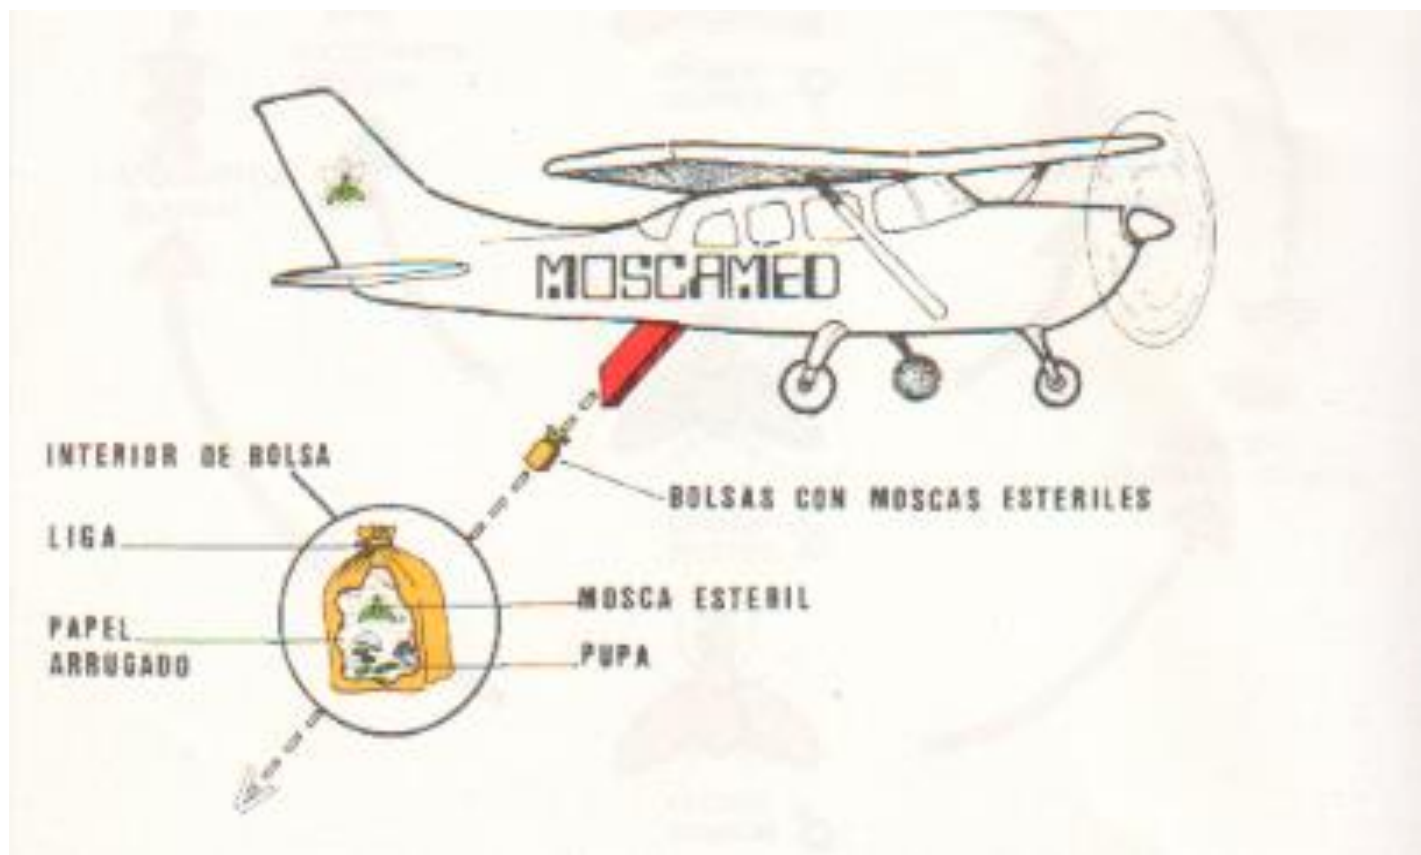 MOSCAMED
INTERIOR DE BOLSA
BOLSAS CON MOSCAS ESTERILES
LIGA
MOSCA ESTERIL
PAPEL
ARRUGADO
PUPA